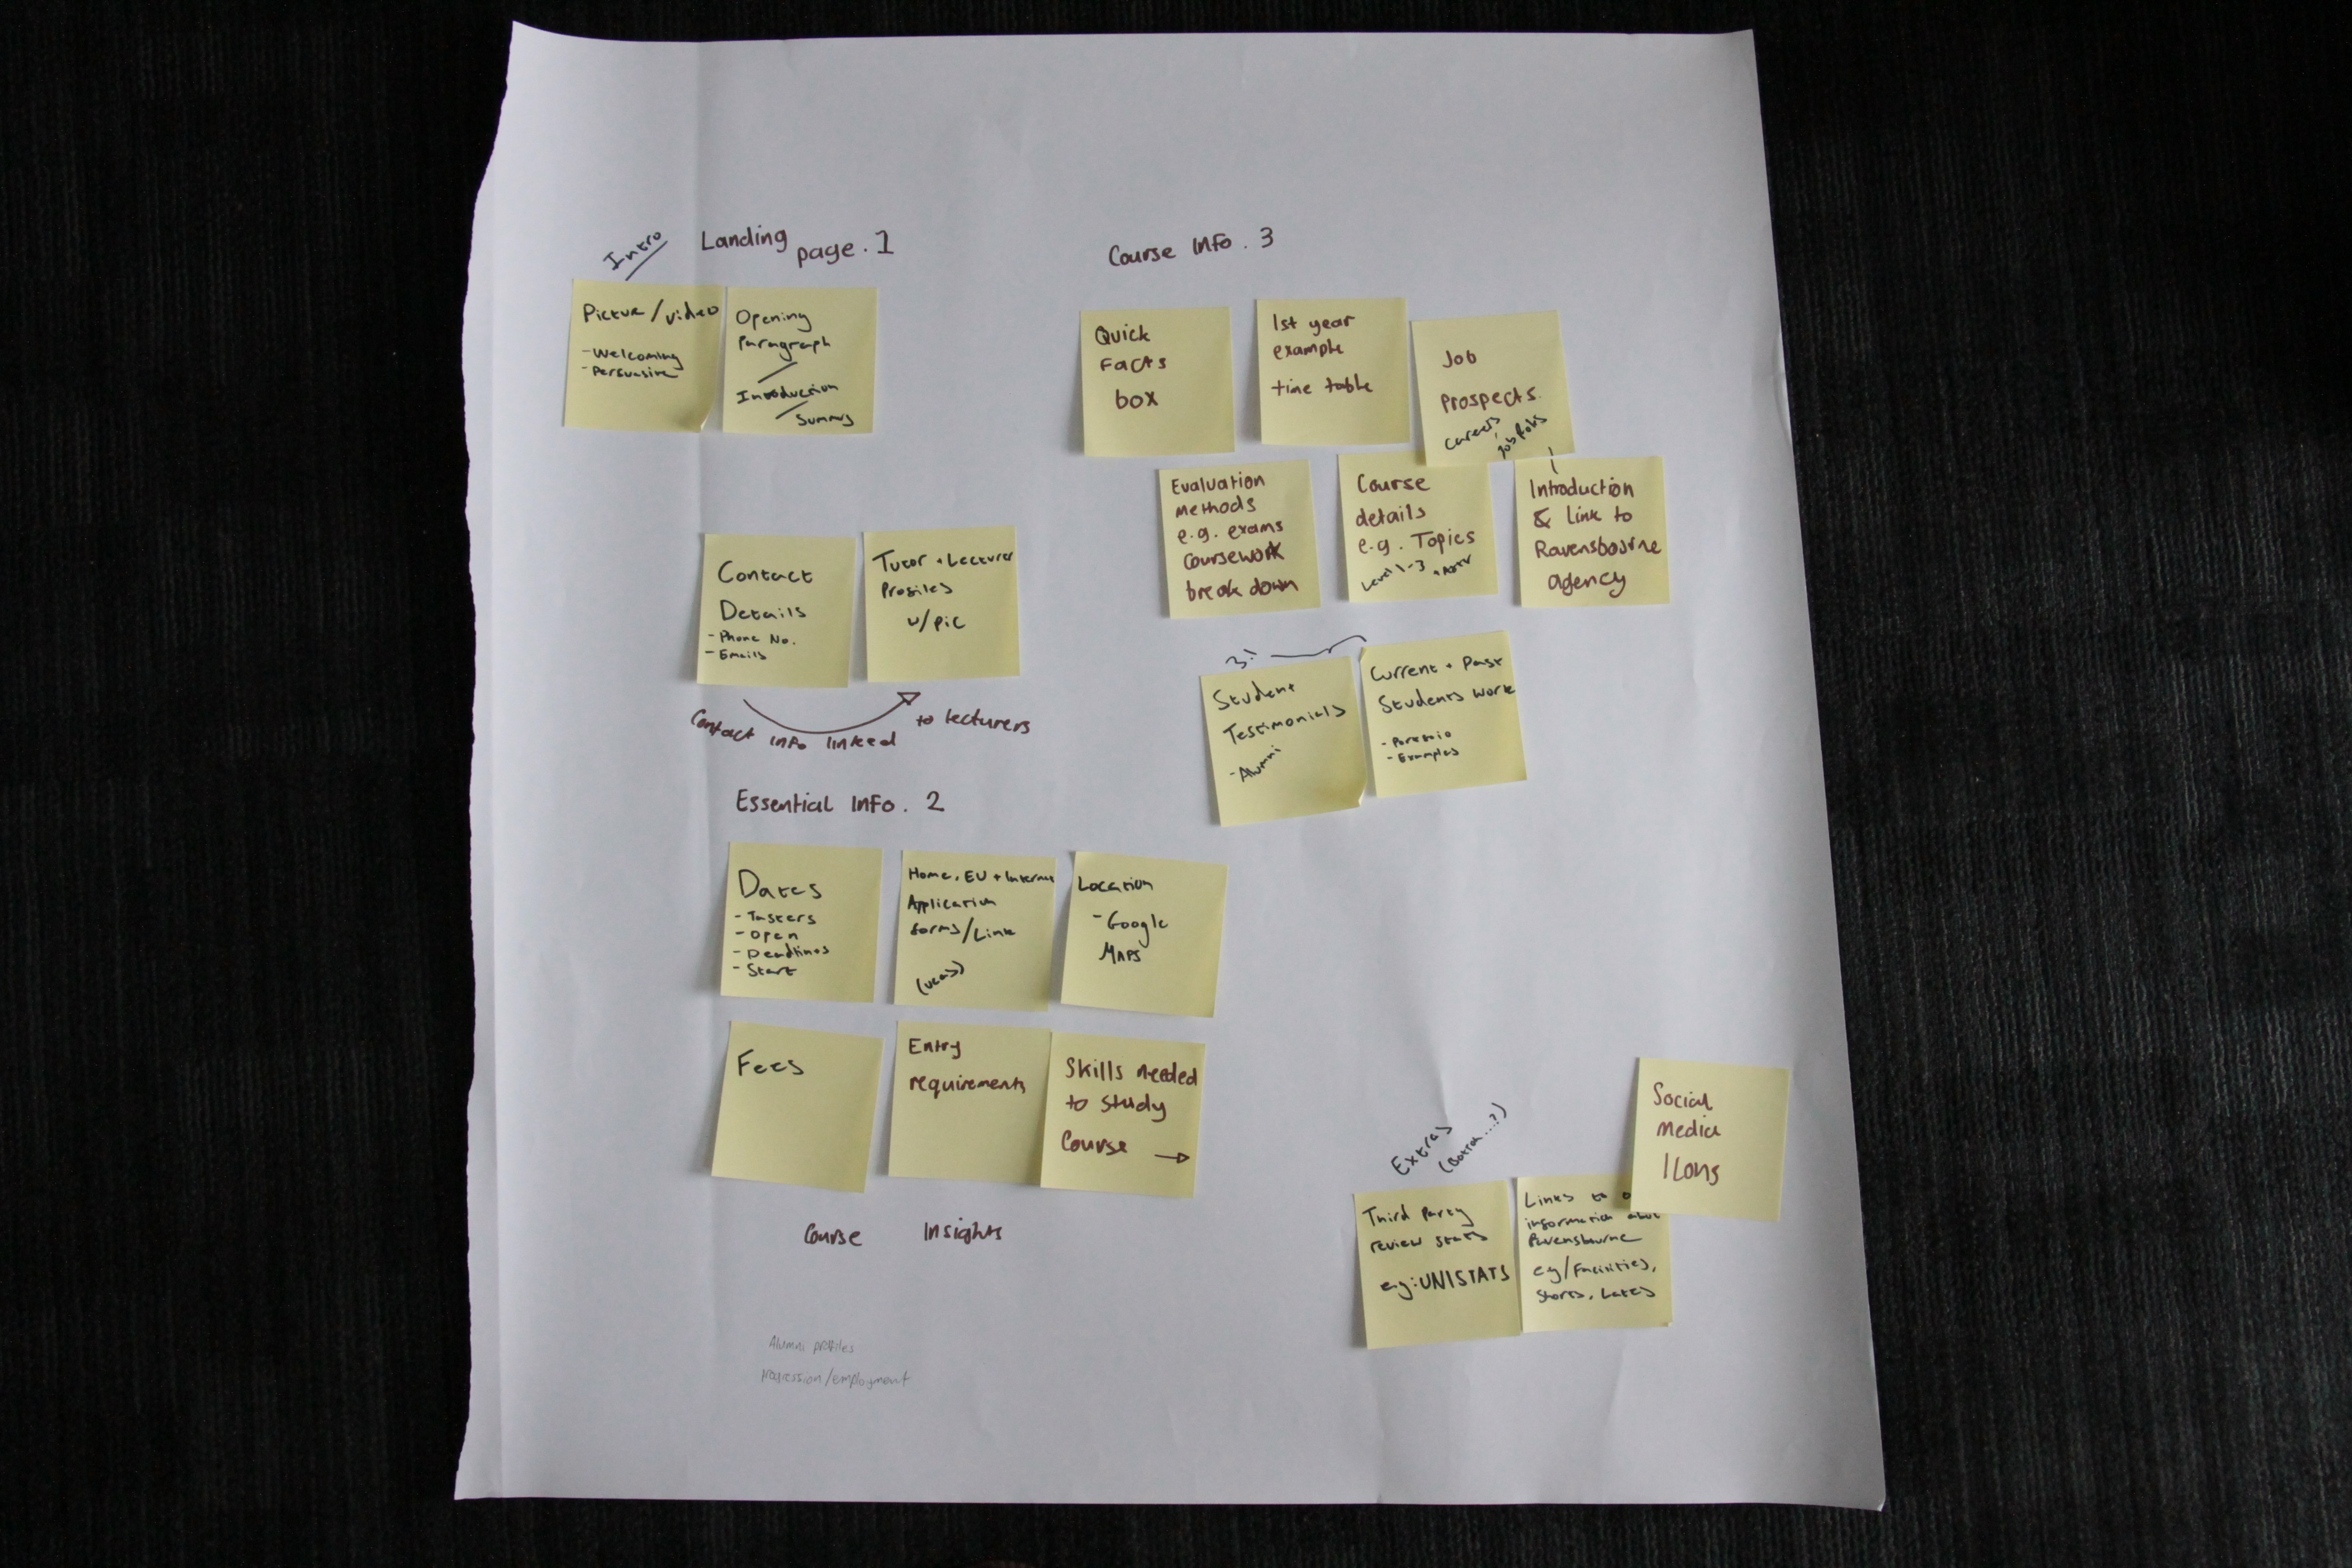 Intro
Landing
page. 1
Picture/video
- Welcoming
- Persuasive
Opening
Paragraph
/
Introduction
/
Summary
Contact
Details
- Phone No.
- Emails
Tutor + Lecturer
Profiles
w/pic
Contact info linked to lecturers
Essential Info. 2
Dates
- Tasters
- Open
- Deadlines
- Start
Home, EU + Internat
Application
forms/Link
(UCAS)
Location
- Google
Maps
Fees
Entry
requirements
Skills needed
to study
Course →
Course Insights
Alumni profiles
Progression/employment
Course Info. 3
Quick
Facts
box
1st year
example
time table
Job
prospects.
Careers,
Job Roles
Evaluation
methods
e.g. exams
coursework
break down
Course
details
e.g. Topics
Level 1-3
Introduction
& link to
Ravensbourne
agency
3!
Student
Testimonials
- Alumni
Current + Past
Students work
- Examples
Extras
Third Party
review stats
e.g: UNISTATS
Links to
information about
Ravensbourne
eg/Facilities,
Shorts, Lates
Social
Media
Icons